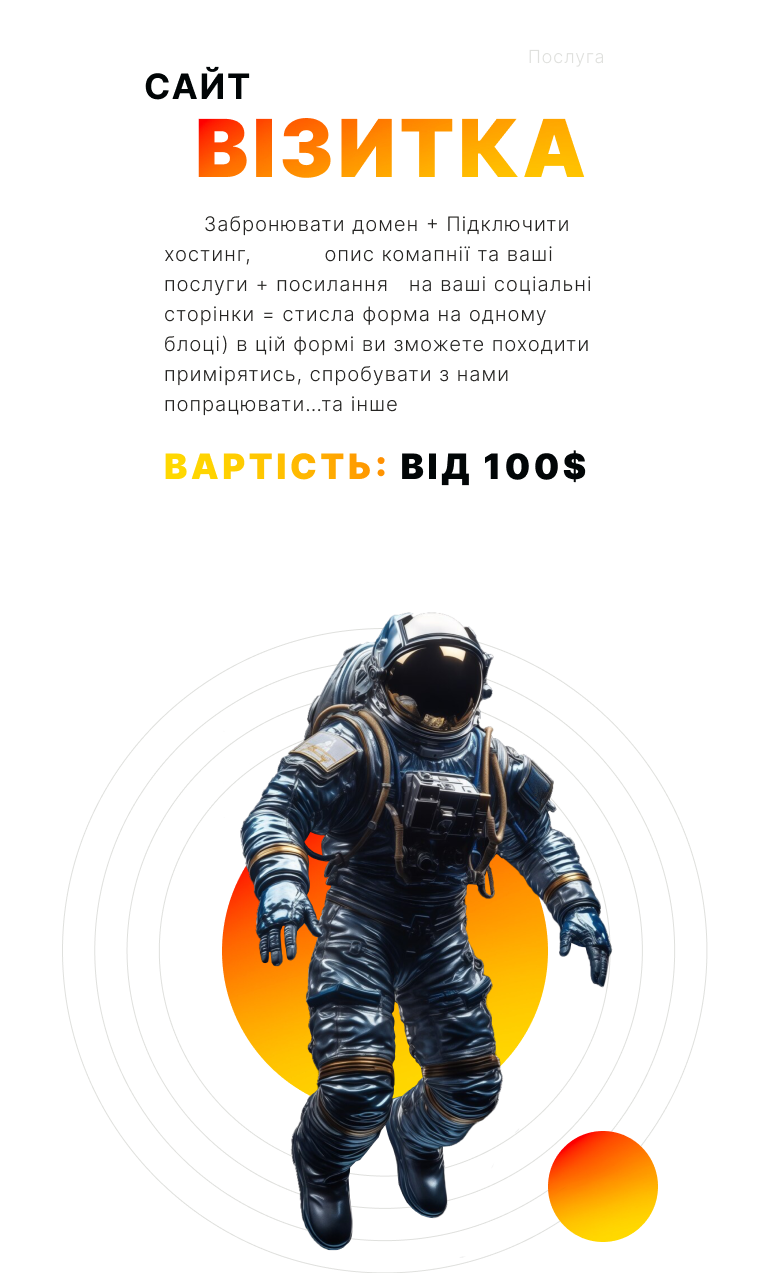 Послуга
САЙТ
ВІЗИТКА
Забронювати домен + Підключити
хостинг, опис комапнії та ваші
послуги + посилання на ваші соціальні
сторінки = стисла форма на одному
блоці) в цій формі ви зможете походити
примірятись, спробувати з нами
попрацювати...та інше
ВАРТІСТЬ: ВІД 100$